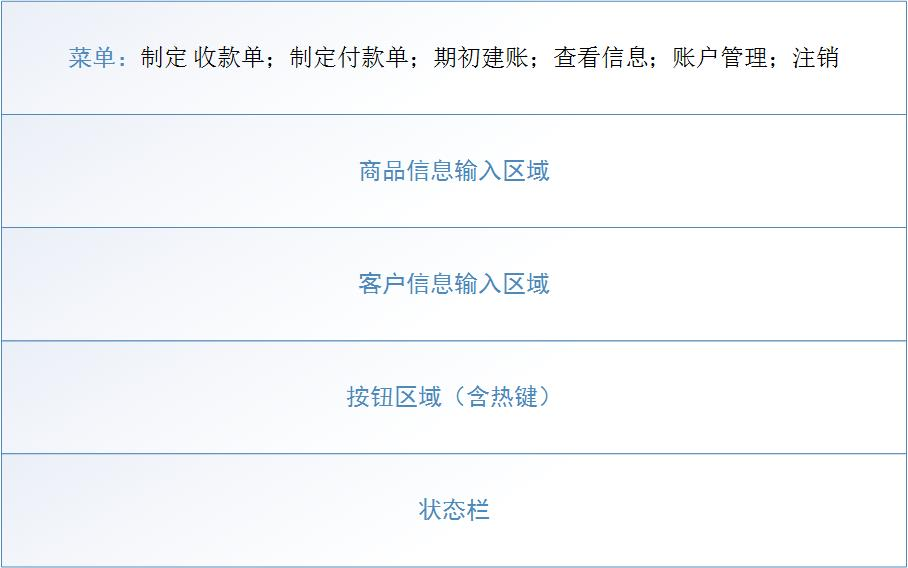 菜单：制定 收款单；制定付款单；期初建账；查看信息；账户管理；注销
商品信息输入区域
客户信息输入区域
按钮区域（含热键）
状态栏